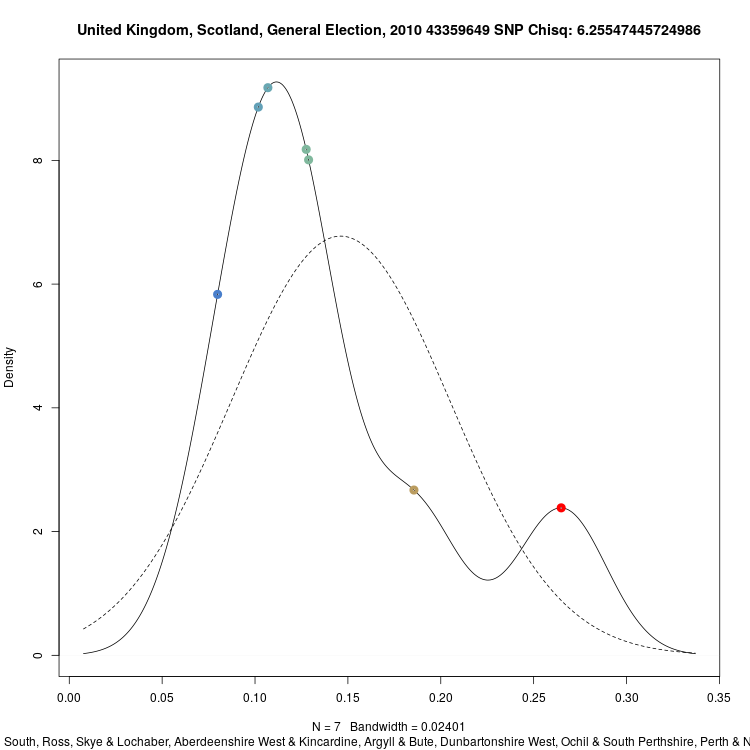 United Kingdom, Scotland, General Election, 2010 43359649 SNP Chisq: 6.25547445724986
Density
8
6
4
2
0
0.00 0.05 0.10 0.15 0.20 0.25 0.30 0.35
N = 7 Bandwidth = 0.02401
South, Ross, Skye & Lochaber, Aberdeenshire West & Kincardine, Argyll & Bute, Dunbartonshire West, Ochil & South Perthshire, Perth & N